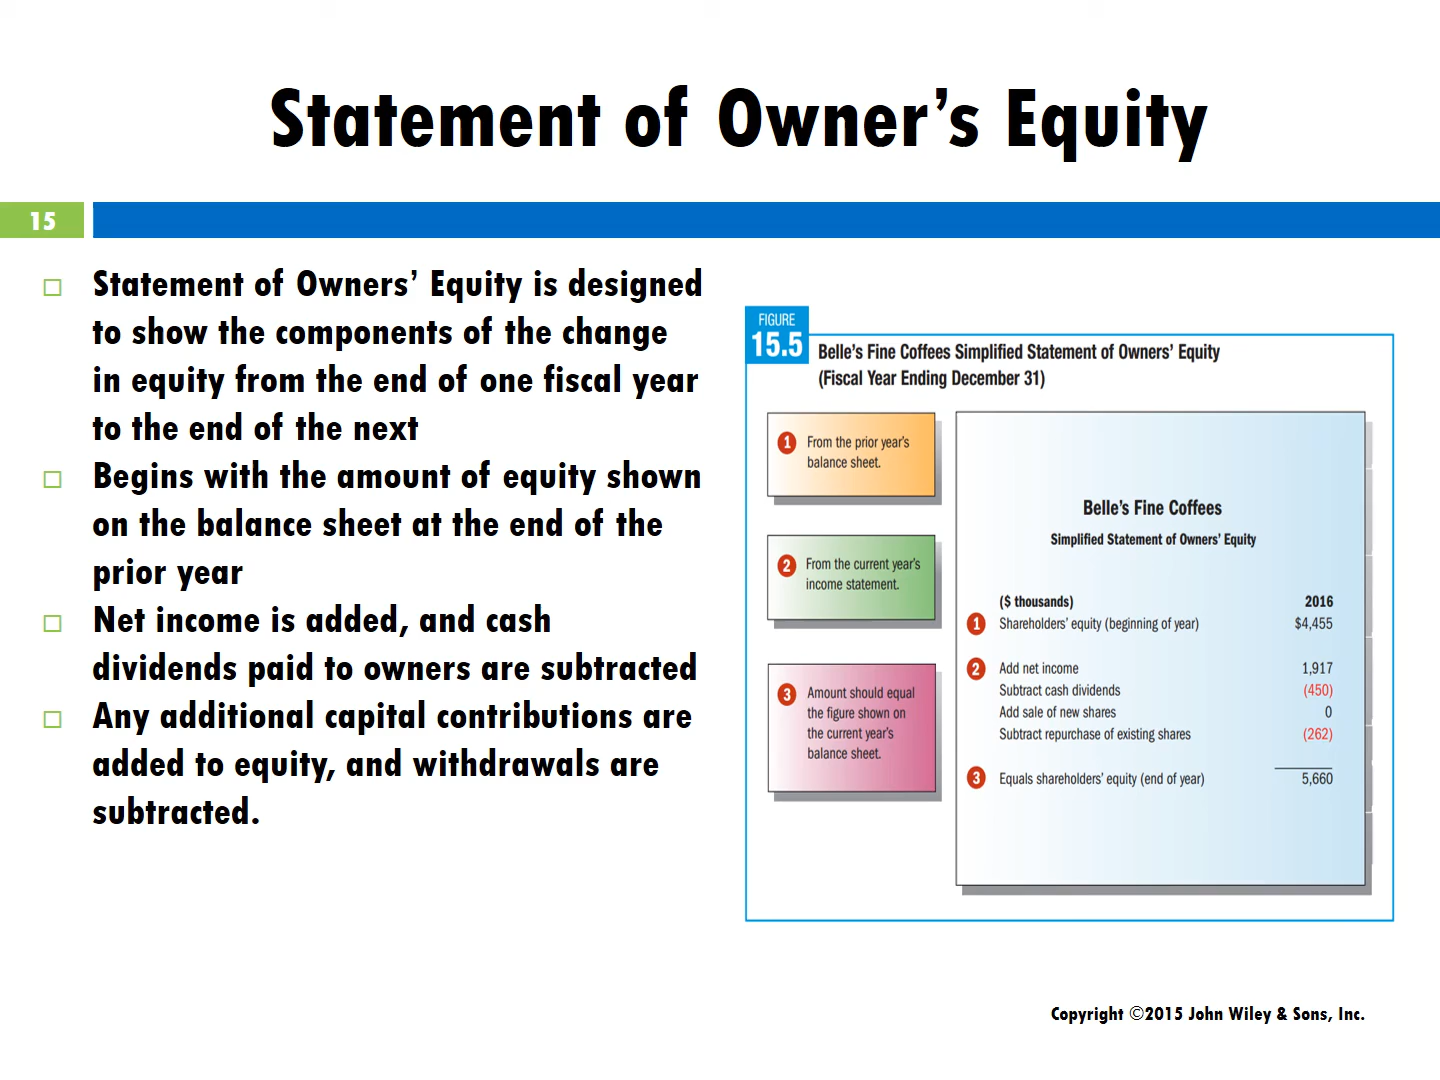 Statement of Owner’s Equity
15
Statement of Owners’ Equity is designed
to show the components of the change
in equity from the end of one fiscal year
to the end of the next
Begins with the amount of equity shown
on the balance sheet at the end of the
prior year
Net income is added, and cash
dividends paid to owners are subtracted
Any additional capital contributions are
added to equity, and withdrawals are
subtracted.
FIGURE
15.5
Belle’s Fine Coffees Simplified Statement of Owners’ Equity
(Fiscal Year Ending December 31)
1 From the prior year’s
balance sheet.
2 From the current year’s
income statement.
3 Amount should equal
the figure shown on
the current year’s
balance sheet.
Belle’s Fine Coffees
Simplified Statement of Owners’ Equity
($ thousands) 2016
1 Shareholders’ equity (beginning of year) $4,455
2 Add net income 1,917
Subtract cash dividends (450)
Add sale of new shares 0
Subtract repurchase of existing shares (262)
3 Equals shareholders’ equity (end of year) 5,660
Copyright ©2015 John Wiley & Sons, Inc.